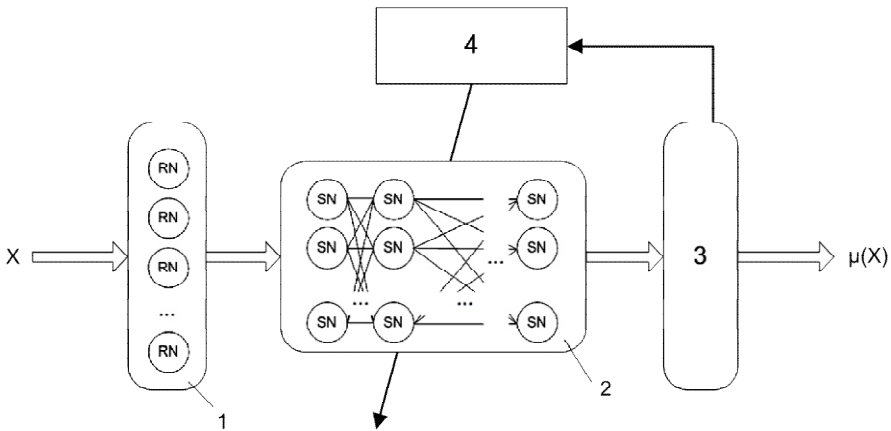 4
RN
RN
RN
...
RN
SN SN SN
SN SN ... SN
... ...
SN SN SN
X
3
μ(X)
1
2